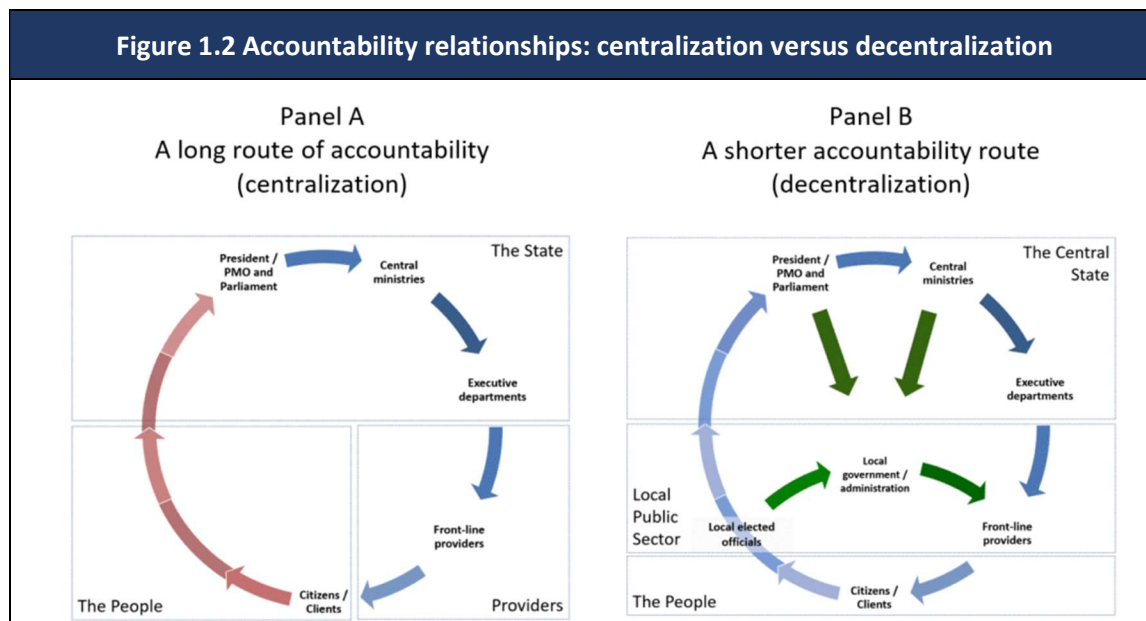 Figure 1.2 Accountability relationships: centralization versus decentralization
Panel A
A long route of accountability
(centralization)
The State
President /
PMO and
Parliament
Central
ministries
Executive
departments
Front-line
providers
Citizens /
Clients
The People
Providers
Panel B
A shorter accountability route
(decentralization)
The Central
State
President /
PMO and
Parliament
Central
ministries
Executive
departments
Local
government /
administration
Local
Public
Sector
Local elected
officials
Front-line
providers
Citizens /
Clients
The People